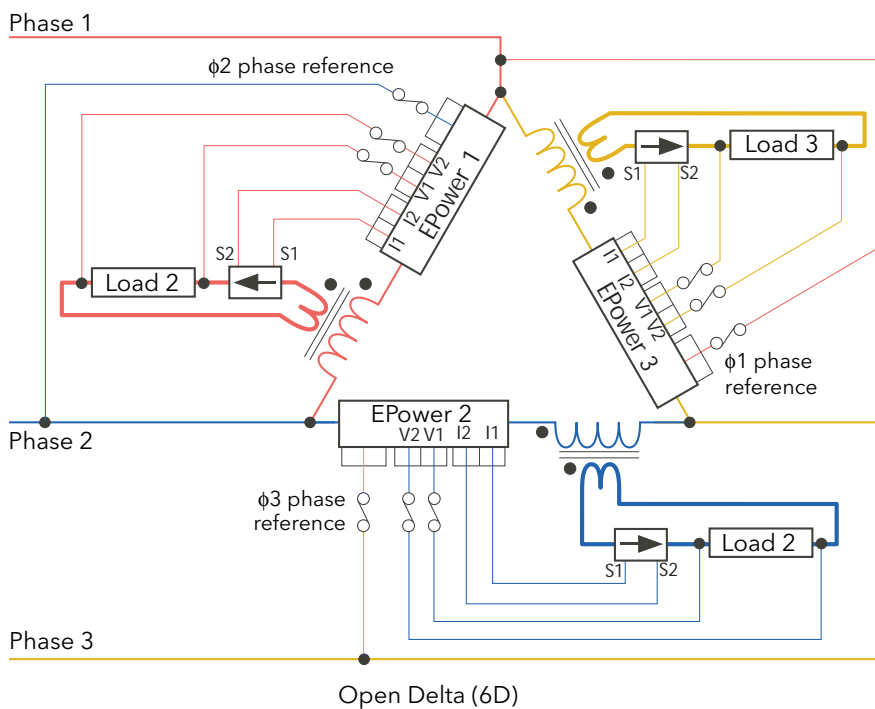 Phase 1
ϕ2 phase reference
V2
V1
I2
I1
EPower 1
S2
S1
Load 2
Load 3
S1
S2
I1
I2
V1
V2
EPower 3
ϕ1 phase
reference
Phase 2
EPower 2
V2 V1 I2 I1
ϕ3 phase
reference
Load 2
S1
S2
Phase 3
Open Delta (6D)